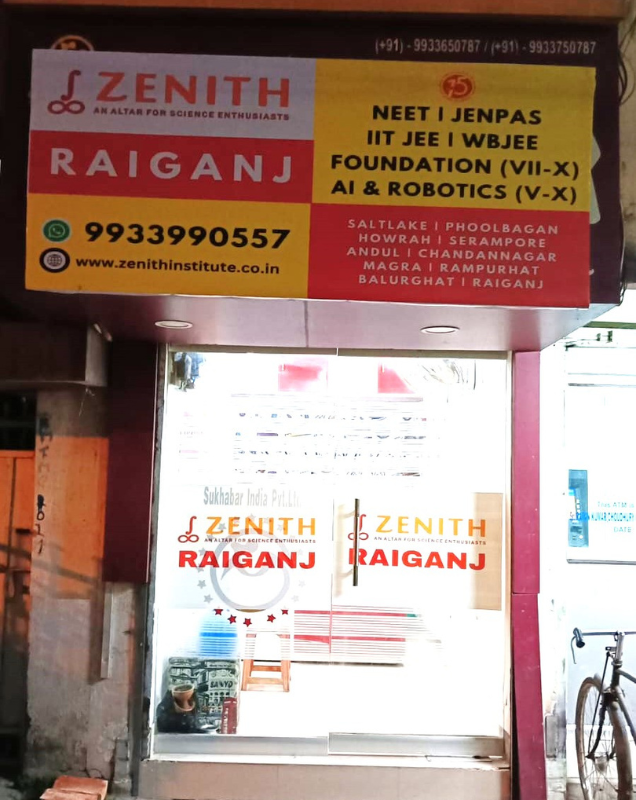 (+91) - 9933650787 / (+91) - 9933750787
ZENITH
AN ALTAR FOR SCIENCE ENTHUSIASTS
RAIGANJ
9933990557
www.zenithinstitute.co.in
NEET | JENPAS
IIT JEE | WBJEE
FOUNDATION (VII-X)
AI & ROBOTICS (V-X)
SALTLAKE | PHOOLBAGAN
HOWRAH | SERAMPORE
ANDUL | CHANDANNAGAR
MAGRA | RAMPURHAT
BALURGHAT | RAIGANJ
Sukhabar India Pvt.Lt
ZENITH
AN ALTAR FOR SCIENCE ENTHUSIASTS
RAIGANJ
ZENITH
AN ALTAR FOR SCIENCE ENTHUSIASTS
RAIGANJ
SANYO